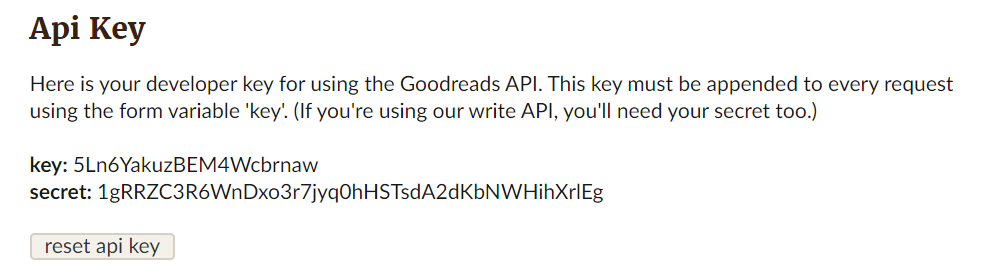 Api Key
Here is your developer key for using the Goodreads API. This key must be appended to every request
using the form variable 'key'. (If you're using our write API, you'll need your secret too.)
key: 5Ln6YakuzBEM4Wcbrnaw
secret: 1gRRZC3R6WnDxo3r7jyq0hHSTsdA2dKbNWHihXrlEg
reset api key